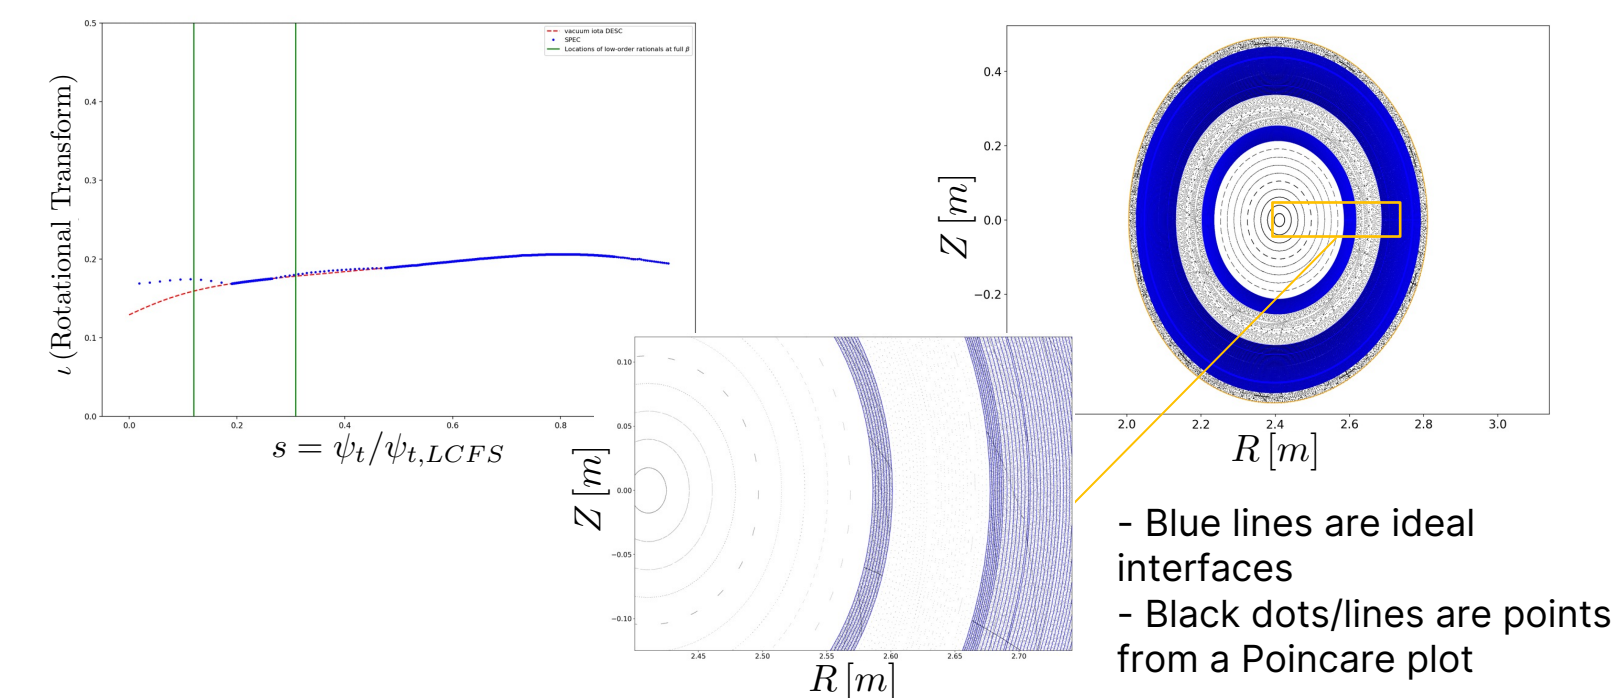 0.5
0.4
0.3
0.2
0.1
0.0
ι (Rotational Transform)
vacuum iota DESC
SPEC
Locations of low-order rationals at full β
0.0 0.2 0.4 0.6 0.8
s = ψ_t/ψ_{t,LCFS}
0.4
0.2
0.0
−0.2
Z [m]
2.0 2.2 2.4 2.6 2.8 3.0
R [m]
0.10
0.05
0.00
−0.05
−0.10
Z [m]
2.45 2.50 2.55 2.60 2.65 2.70
R [m]
- Blue lines are ideal
interfaces
- Black dots/lines are points
from a Poincare plot